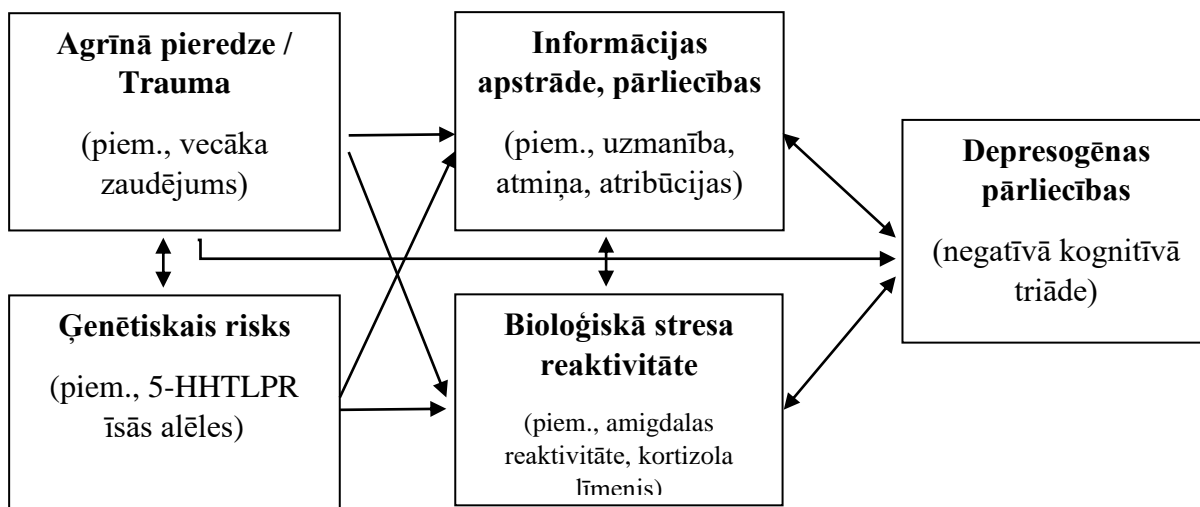 Agrīnā pieredze /
Trauma
(piem., vecāka
zaudējums)
Informācijas
apstrāde, pārliecības
(piem., uzmanība,
atmiņa, atribūcijas)
Depresogēnas
pārliecības
(negatīvā kognitīvā
triāde)
Ģenētiskais risks
(piem., 5-HHTLPR
īsās alēles)
Bioloģiskā stresa
reaktivitāte
(piem., amigdalas
reaktivitāte, kortizola
līmenis)